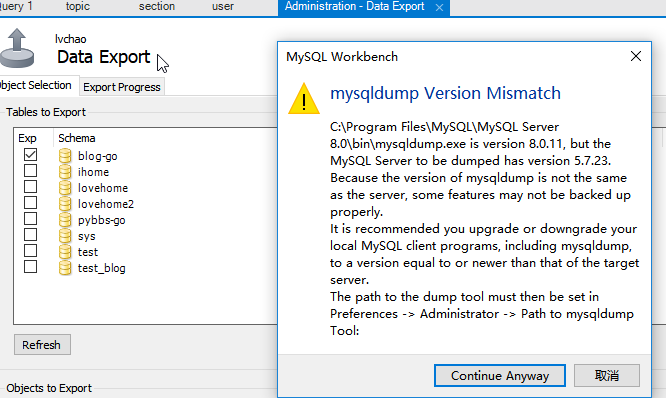 Query 1 topic section user Administration - Data Export ×
lvchao
Data Export
Object Selection Export Progress
Tables to Export
Exp Schema
blog-go
ihome
lovehome
lovehome2
pybbs-go
sys
test
test_blog
Refresh
Objects to Export
MySQL Workbench
mysqldump Version Mismatch
C:\Program Files\MySQL\MySQL Server
8.0\bin\mysqldump.exe is version 8.0.11, but the
MySQL Server to be dumped has version 5.7.23.
Because the version of mysqldump is not the same
as the server, some features may not be backed up
properly.
It is recommended you upgrade or downgrade your
local MySQL client programs, including mysqldump,
to a version equal to or newer than that of the target
server.
The path to the dump tool must then be set in
Preferences -> Administrator -> Path to mysqldump
Tool:
Continue Anyway 取消